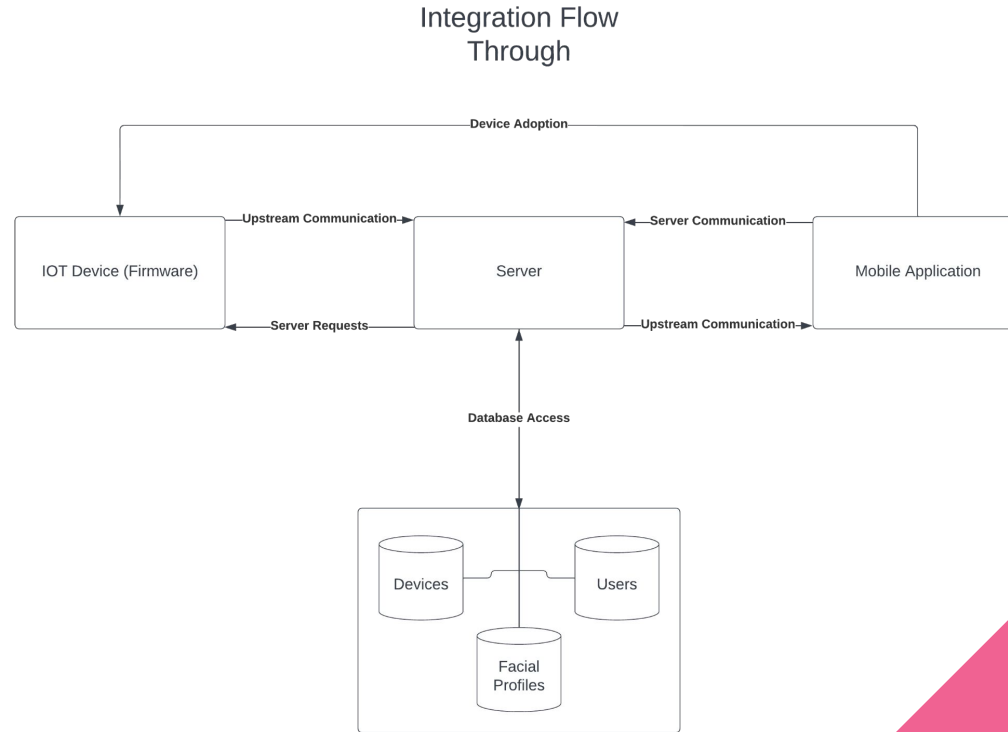 Integration Flow
Through
Device Adoption
Upstream Communication
Server Communication
IOT Device (Firmware)
Server
Mobile Application
Server Requests
Upstream Communication
Database Access
Devices
Users
Facial
Profiles